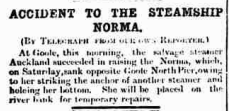 ACCIDENT TO THE STEAMSHIP
NORMA.
(BY TELEGRAPH FROM OUR OWN REPORTER.)
At Goole, this morning, the salvage steamer
Auckland succeeded in raising the Norma, which,
on Saturday, sank opposite Goole North Pier, owing
to her striking the anchor of another steamer and
holeing her bottom. She will be placed on the
river bank for temporary repairs.